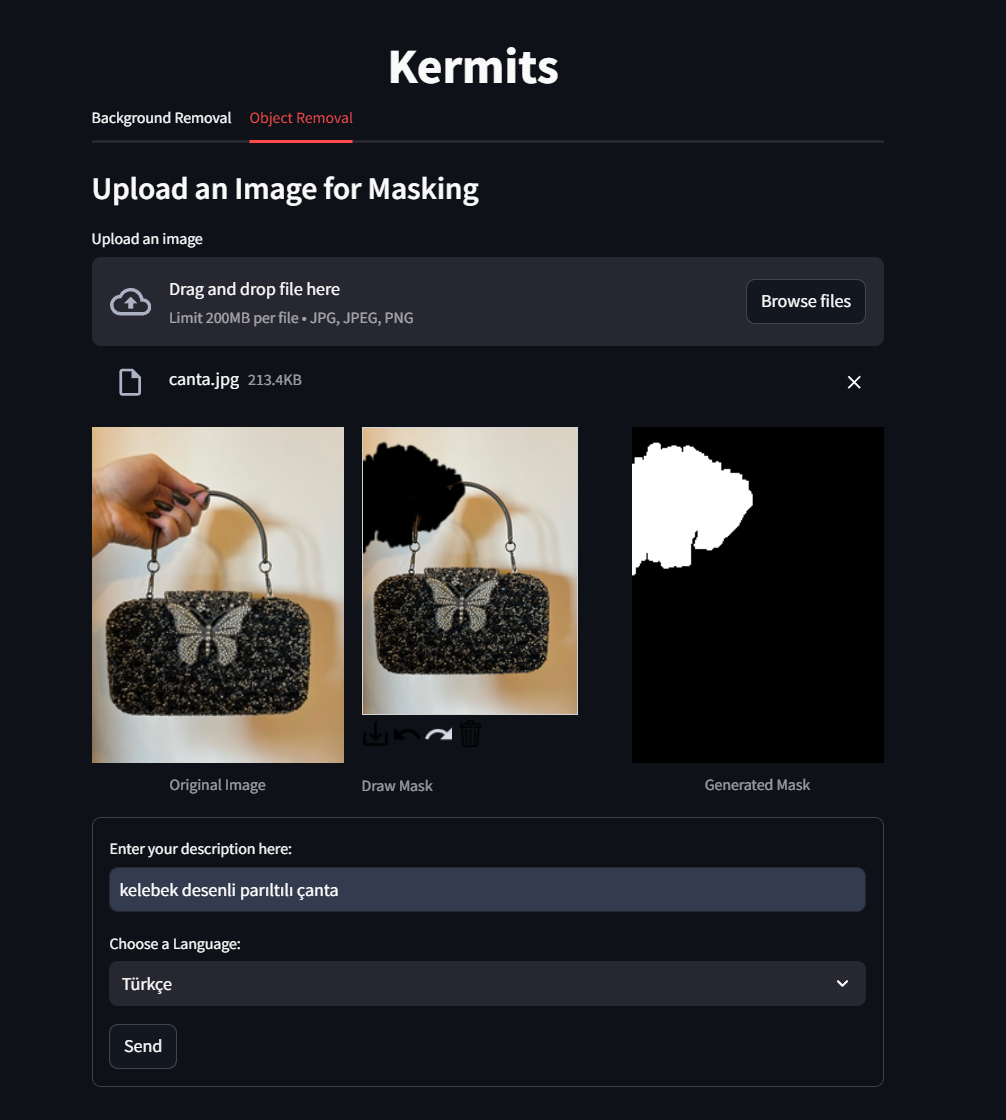 Kermits
Background Removal Object Removal
Upload an Image for Masking
Upload an image
Drag and drop file here
Limit 200MB per file • JPG, JPEG, PNG
Browse files
canta.jpg 213.4KB
Original Image
Draw Mask
Generated Mask
Enter your description here:
kelebek desenli parıltılı çanta
Choose a Language:
Türkçe
Send